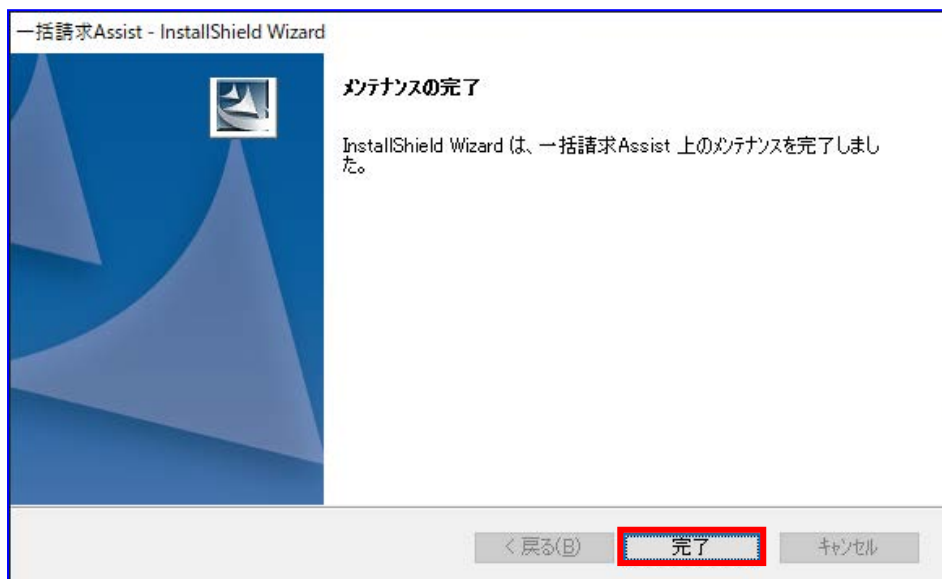 一括請求Assist - InstallShield Wizard
メンテナンスの完了
InstallShield Wizard は、一括請求Assist 上のメンテナンスを完了しまし
た。
< 戻る(B)
完了
キャンセル